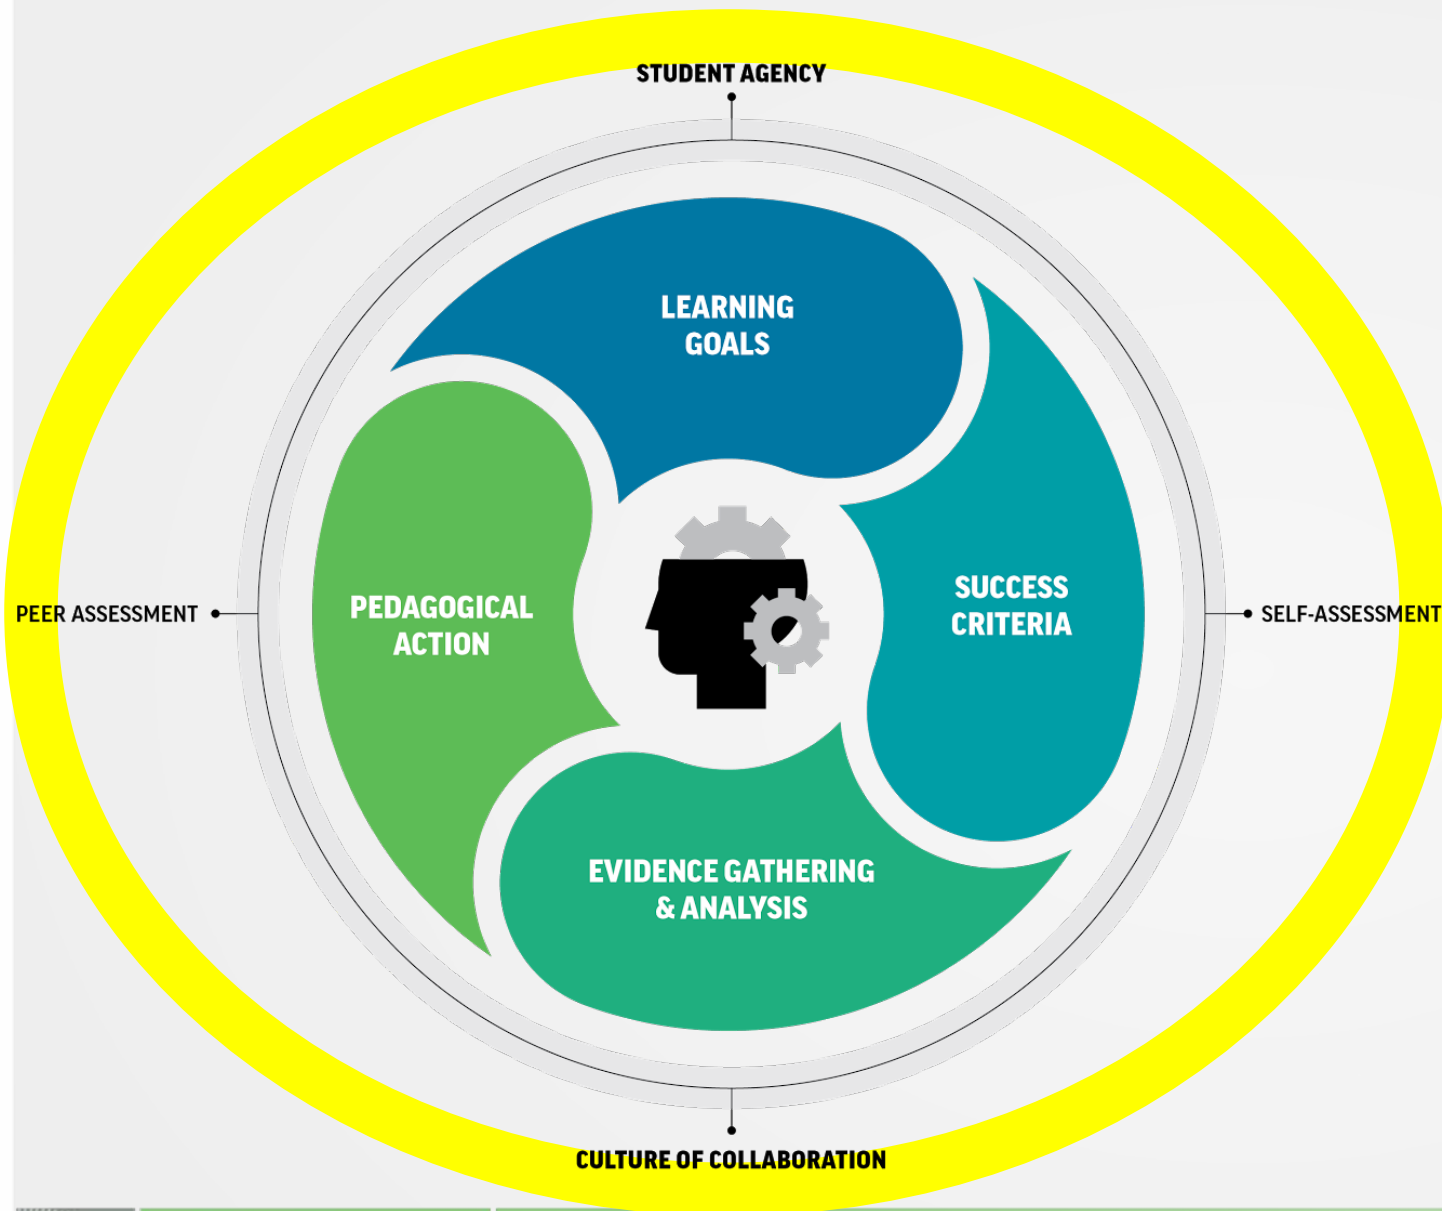 STUDENT AGENCY
LEARNING
GOALS
SUCCESS
CRITERIA
PEDAGOGICAL
ACTION
PEER ASSESSMENT
SELF-ASSESSMENT
EVIDENCE GATHERING
& ANALYSIS
CULTURE OF COLLABORATION